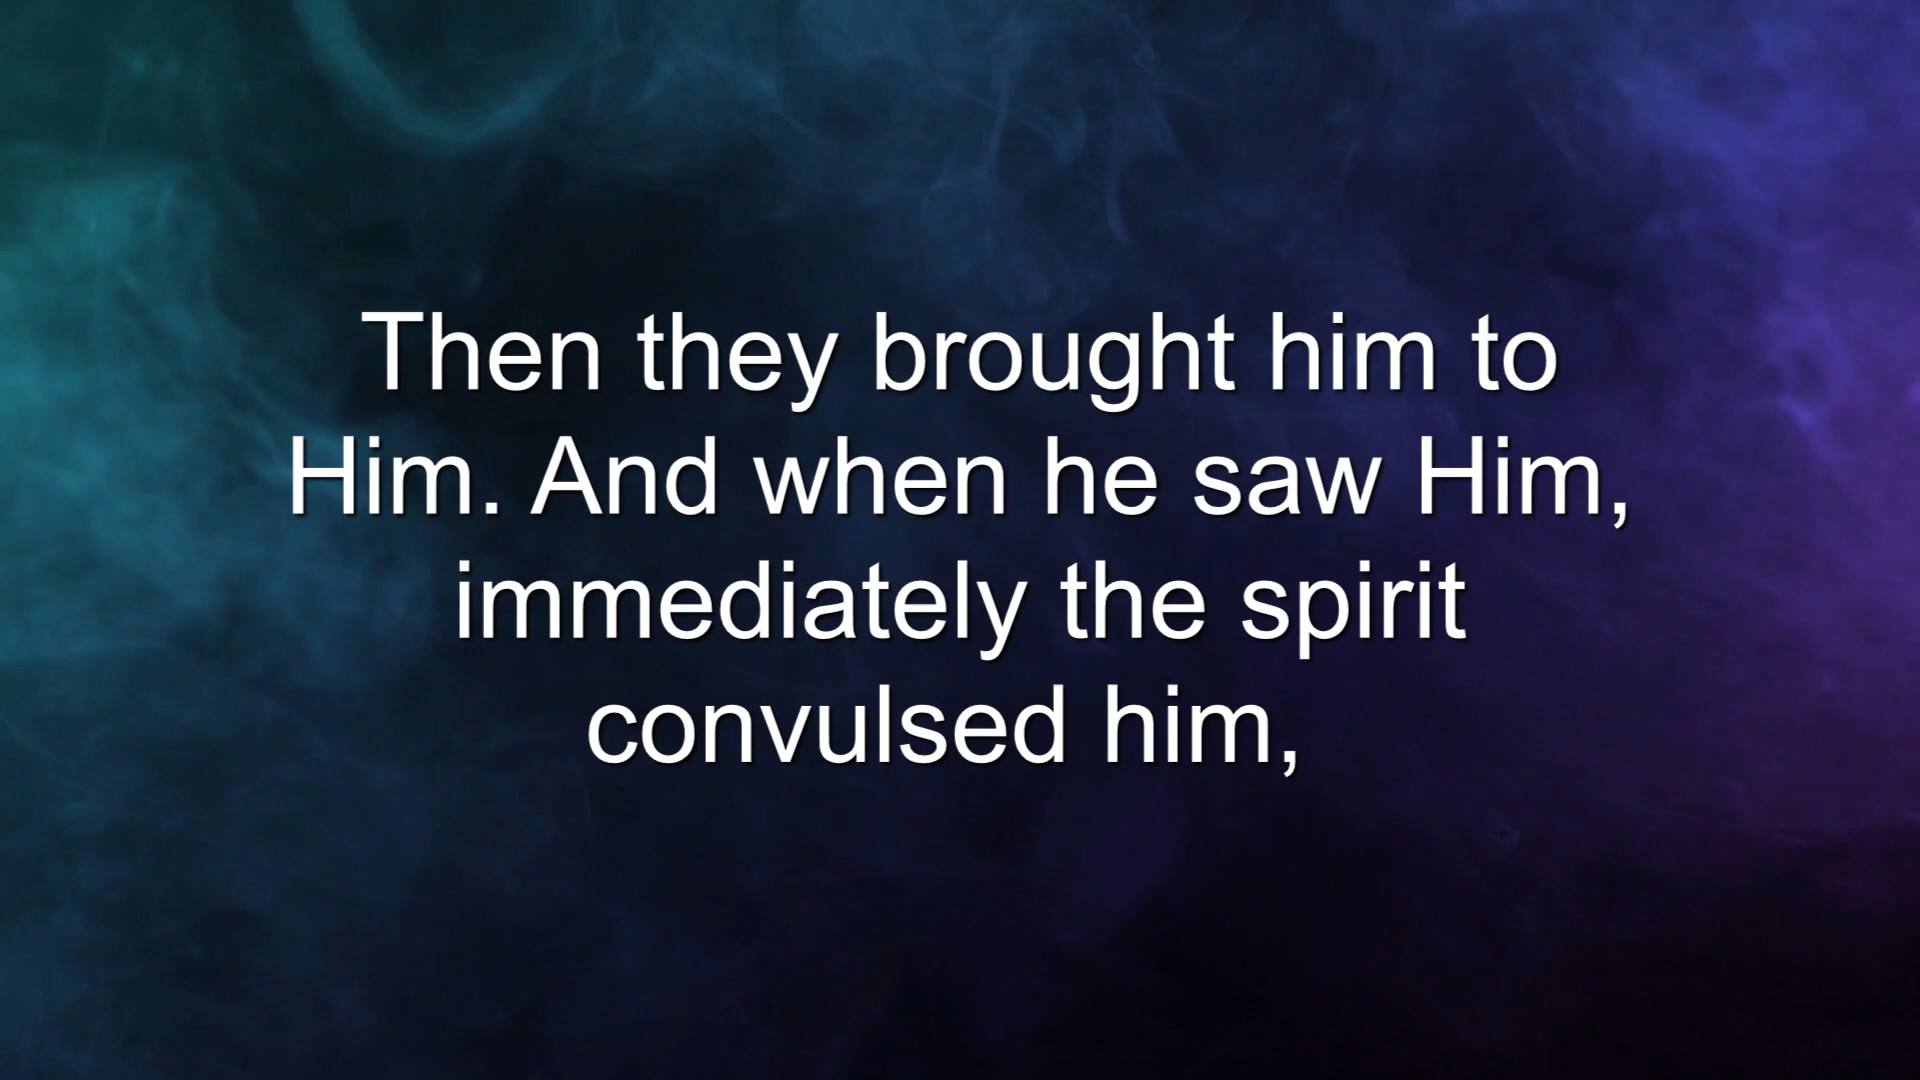 Then they brought him to
Him. And when he saw Him,
immediately the spirit
convulsed him,